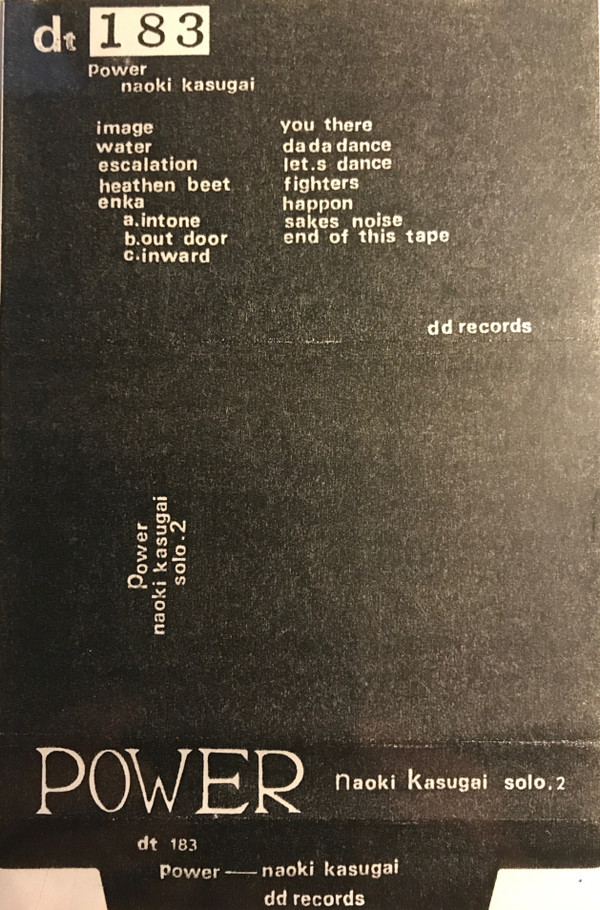 dt 183
power
naoki kasugai
image
water
escalation
heathen beet
enka
a.intone
b.out door
c.inward
you there
dada dance
let.s dance
fighters
happon
sakes noise
end of this tape
dd records
power
naoki kasugai
solo.2
POWER naoki kasugai solo.2
dt 183
power — naoki kasugai
dd records